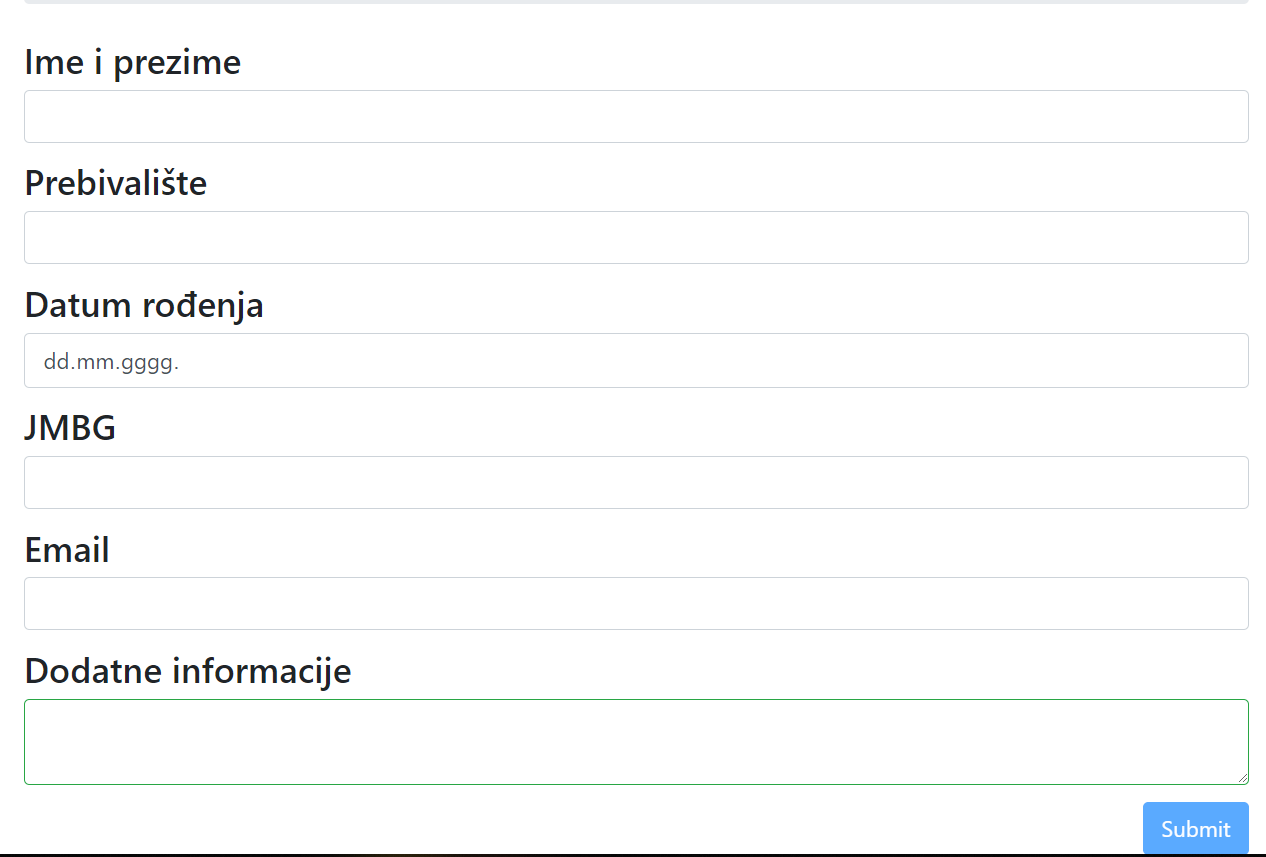 Ime i prezime
Prebivalište
Datum rođenja
dd.mm.gggg.
JMBG
Email
Dodatne informacije
Submit